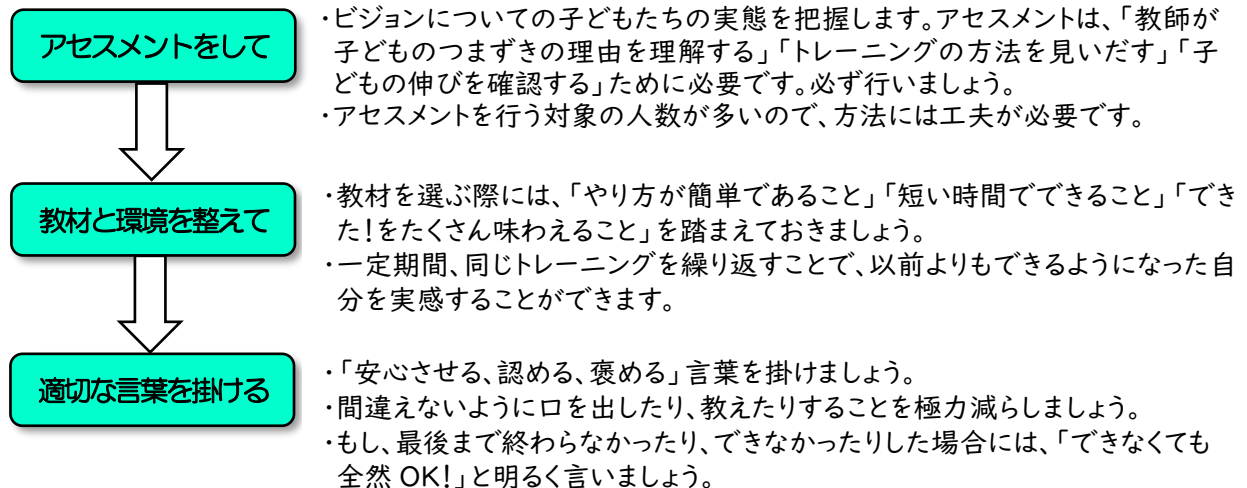 アセスメントをして
・ビジョンについての子どもたちの実態を把握します。アセスメントは、「教師が
子どものつまずきの理由を理解する」「トレーニングの方法を見いだす」「子
どもの伸びを確認する」ために必要です。必ず行いましょう。
・アセスメントを行う対象の人数が多いので、方法には工夫が必要です。
教材と環境を整えて
・教材を選ぶ際には、「やり方が簡単であること」「短い時間でできること」「でき
た!をたくさん味わえること」を踏まえておきましょう。
・一定期間、同じトレーニングを繰り返すことで、以前よりもできるようになった自
分を実感することができます。
適切な言葉を掛ける
・「安心させる、認める、褒める」言葉を掛けましょう。
・間違えないように口を出したり、教えたりすることを極力減らしましょう。
・もし、最後まで終わらなかったり、できなかったりした場合には、「できなくても
全然 OK!」と明るく言いましょう。